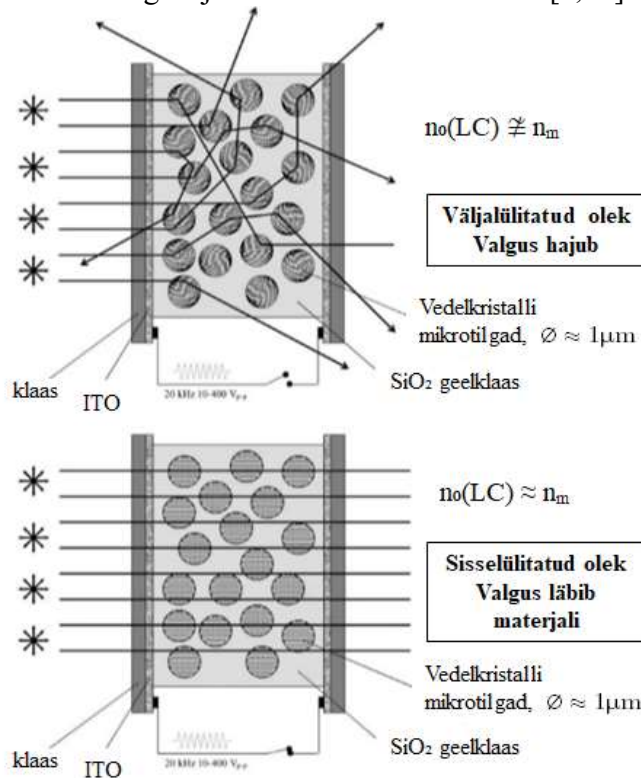 n₀(LC) ≇ nₘ
Väljalülitatud olek
Valgus hajub
Vedelkristalli
mikrotilgad, ∅ ≈ 1μm
SiO₂ geelklaas
klaas
ITO
20 kHz 10-400 Vₚ.ₚ
n₀(LC) ≈ nₘ
Sisselülitatud olek
Valgus läbib
materjali
Vedelkristalli
mikrotilgad, ∅ ≈ 1μm
SiO₂ geelklaas
klaas
ITO
20 kHz 10-400 Vₚ.ₚ